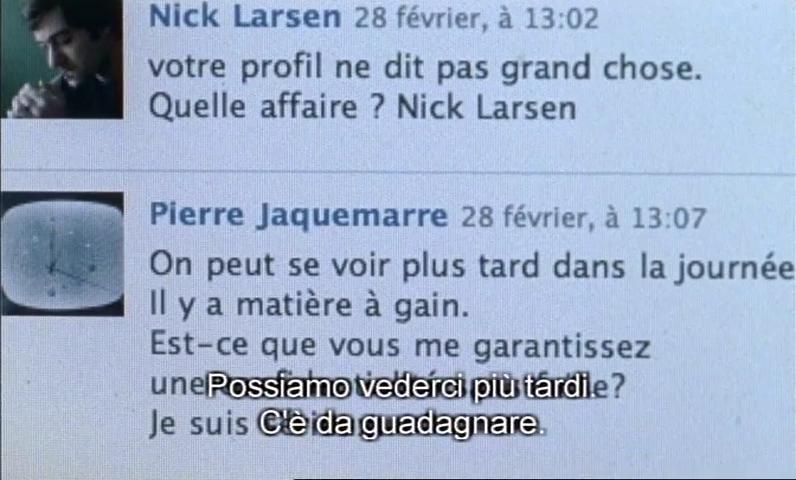 Nick Larsen 28 février, à 13:02
votre profil ne dit pas grand chose.
Quelle affaire ? Nick Larsen
Pierre Jaquemarre 28 février, à 13:07
On peut se voir plus tard dans la journée
Il y a matière à gain.
Est-ce que vous me garantissez
une
Possiamo vederci più tardi.
Je suis
C'è da guadagnare.